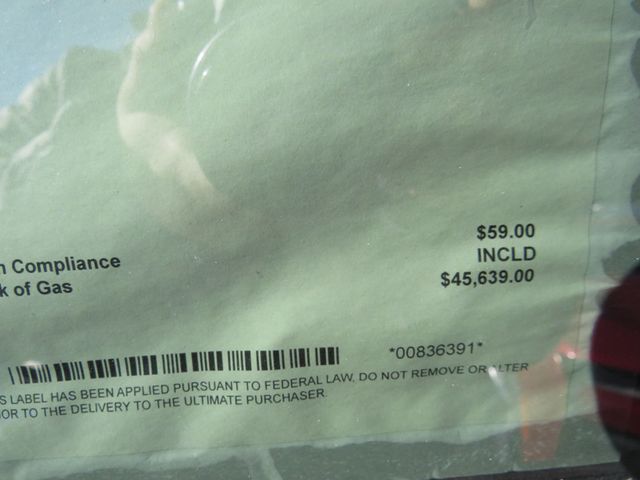 $59.00
n Compliance INCLD
k of Gas $45,639.00
*00836391*
S LABEL HAS BEEN APPLIED PURSUANT TO FEDERAL LAW, DO NOT REMOVE OR ALTER
IOR TO THE DELIVERY TO THE ULTIMATE PURCHASER.